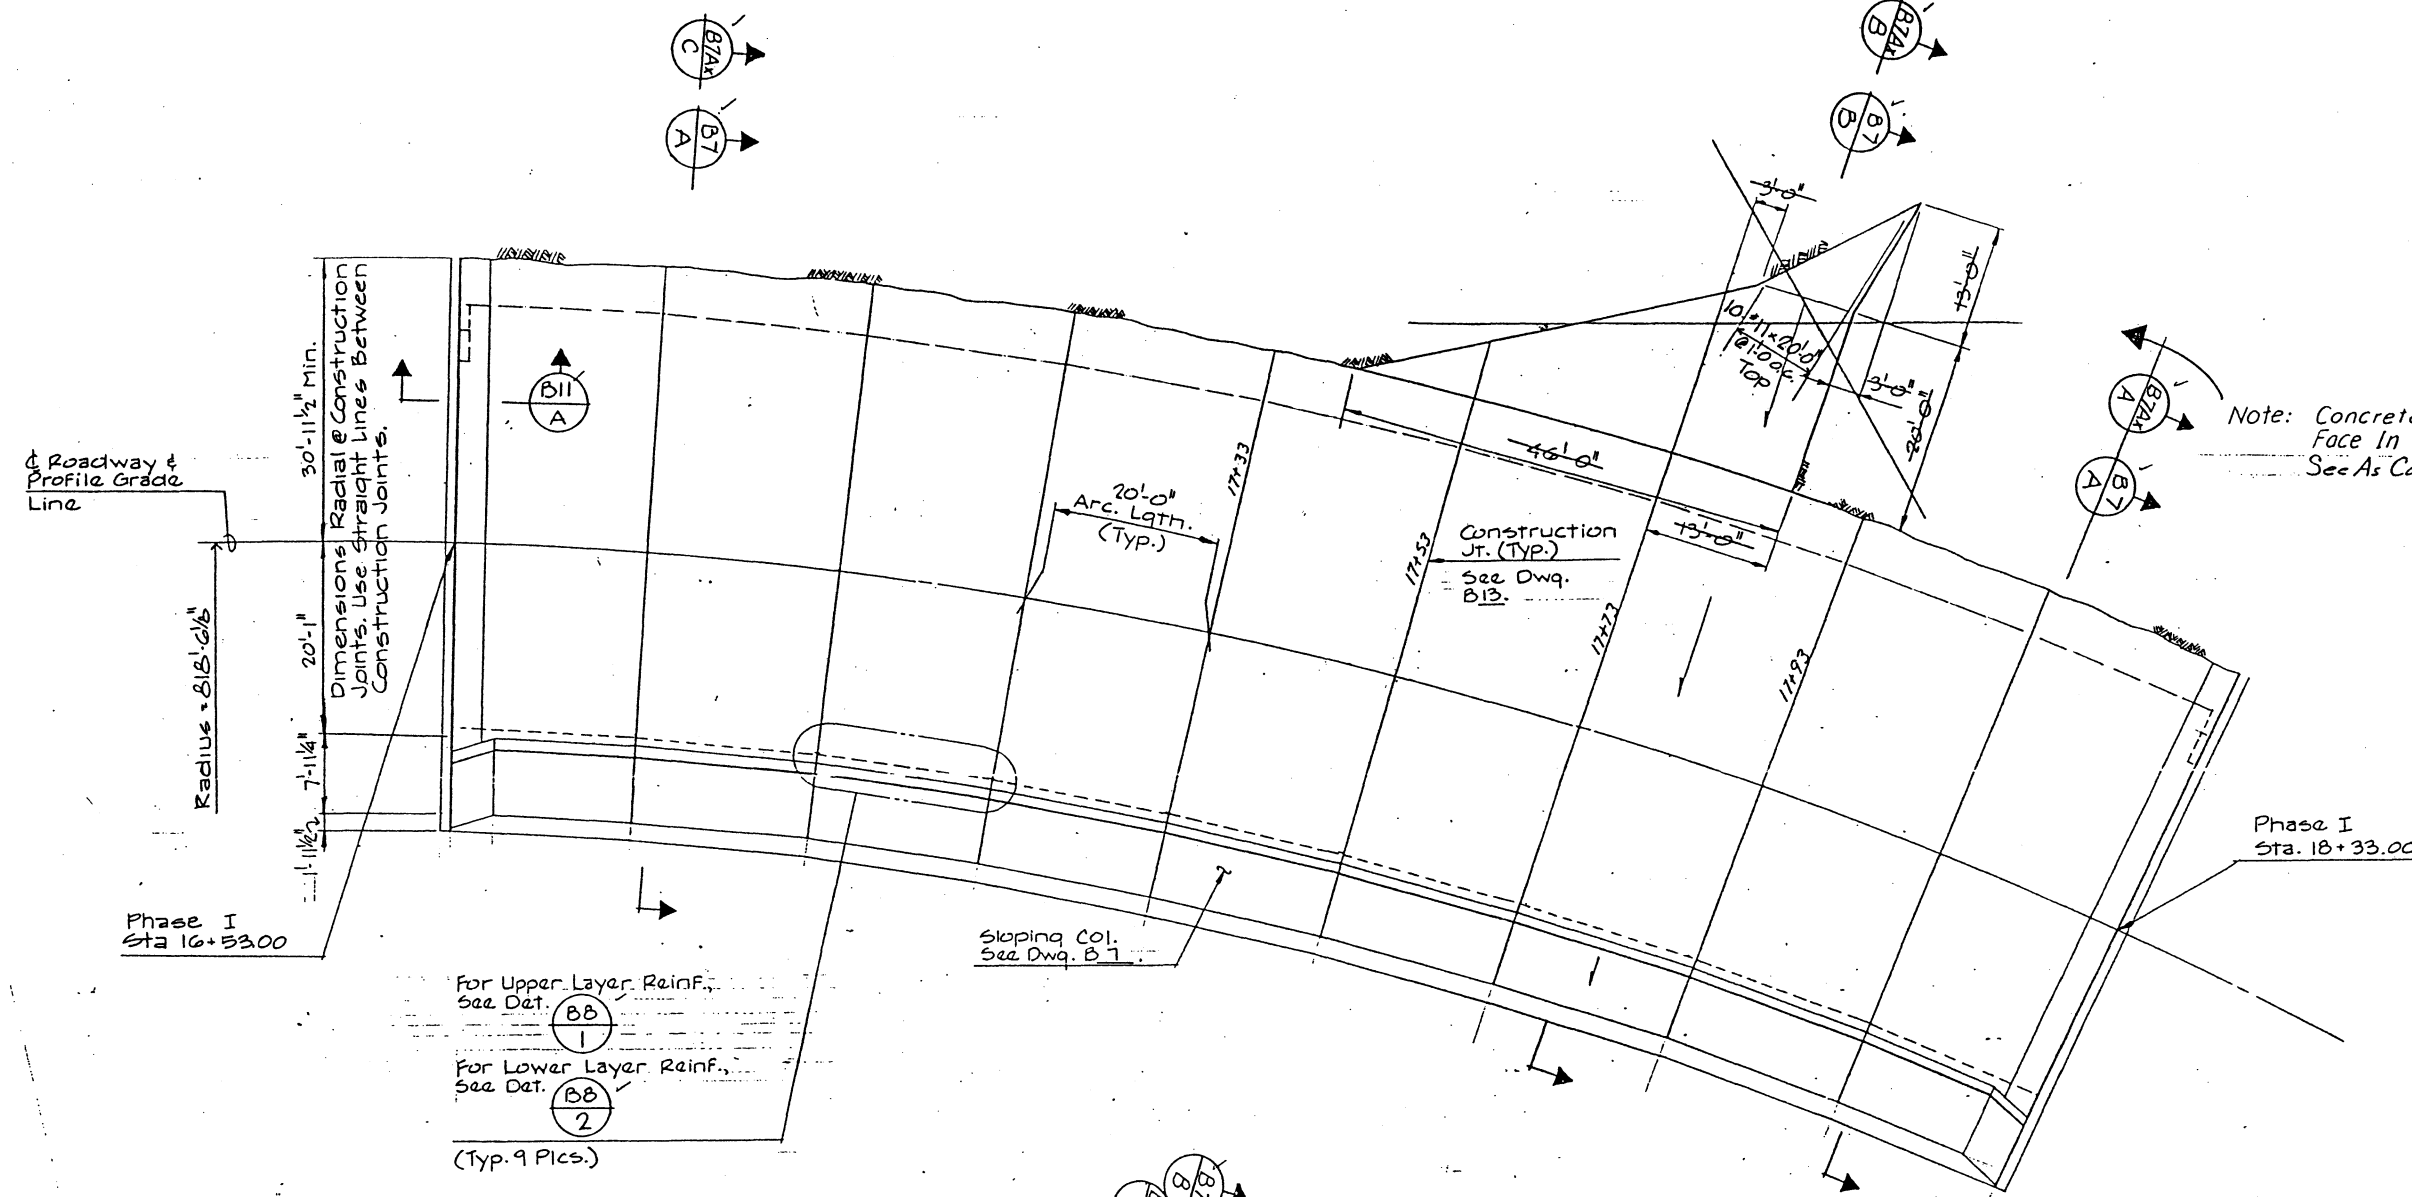 B7Ax
C
B7
A
B7Ax
B
B7
B
3'-0"
13'-0"
10-#11×20'-0"
@1'-0"o.c.
Top
3'-0"
20'-0"
B7Ax
A
B7
A
Note: Concrete
Face In
See As Co
30'-11½" Min.
Dimensions Radial @ Construction
Joints. Use Straight Lines Between
Construction Joints.
B11
A
℄ Roadway &
Profile Grade
Line
20'-0"
Arc. Lgth.
(Typ.)
17+33
46'-0"
Construction
Jt. (Typ.)
See Dwg.
B13.
17+53
13'-0"
17+73
17+93
Radius = 818'-6⅛"
20'-1"
7'-11¼"
1'-11½"
Phase I
Sta 16+53.00
Phase I
Sta. 18+33.00
Sloping Col.
See Dwg. B 7 .
For Upper Layer Reinf.,
See Det.
B8
1
For Lower Layer Reinf.,
See Det.
B8
2
(Typ. 9 Plcs.)